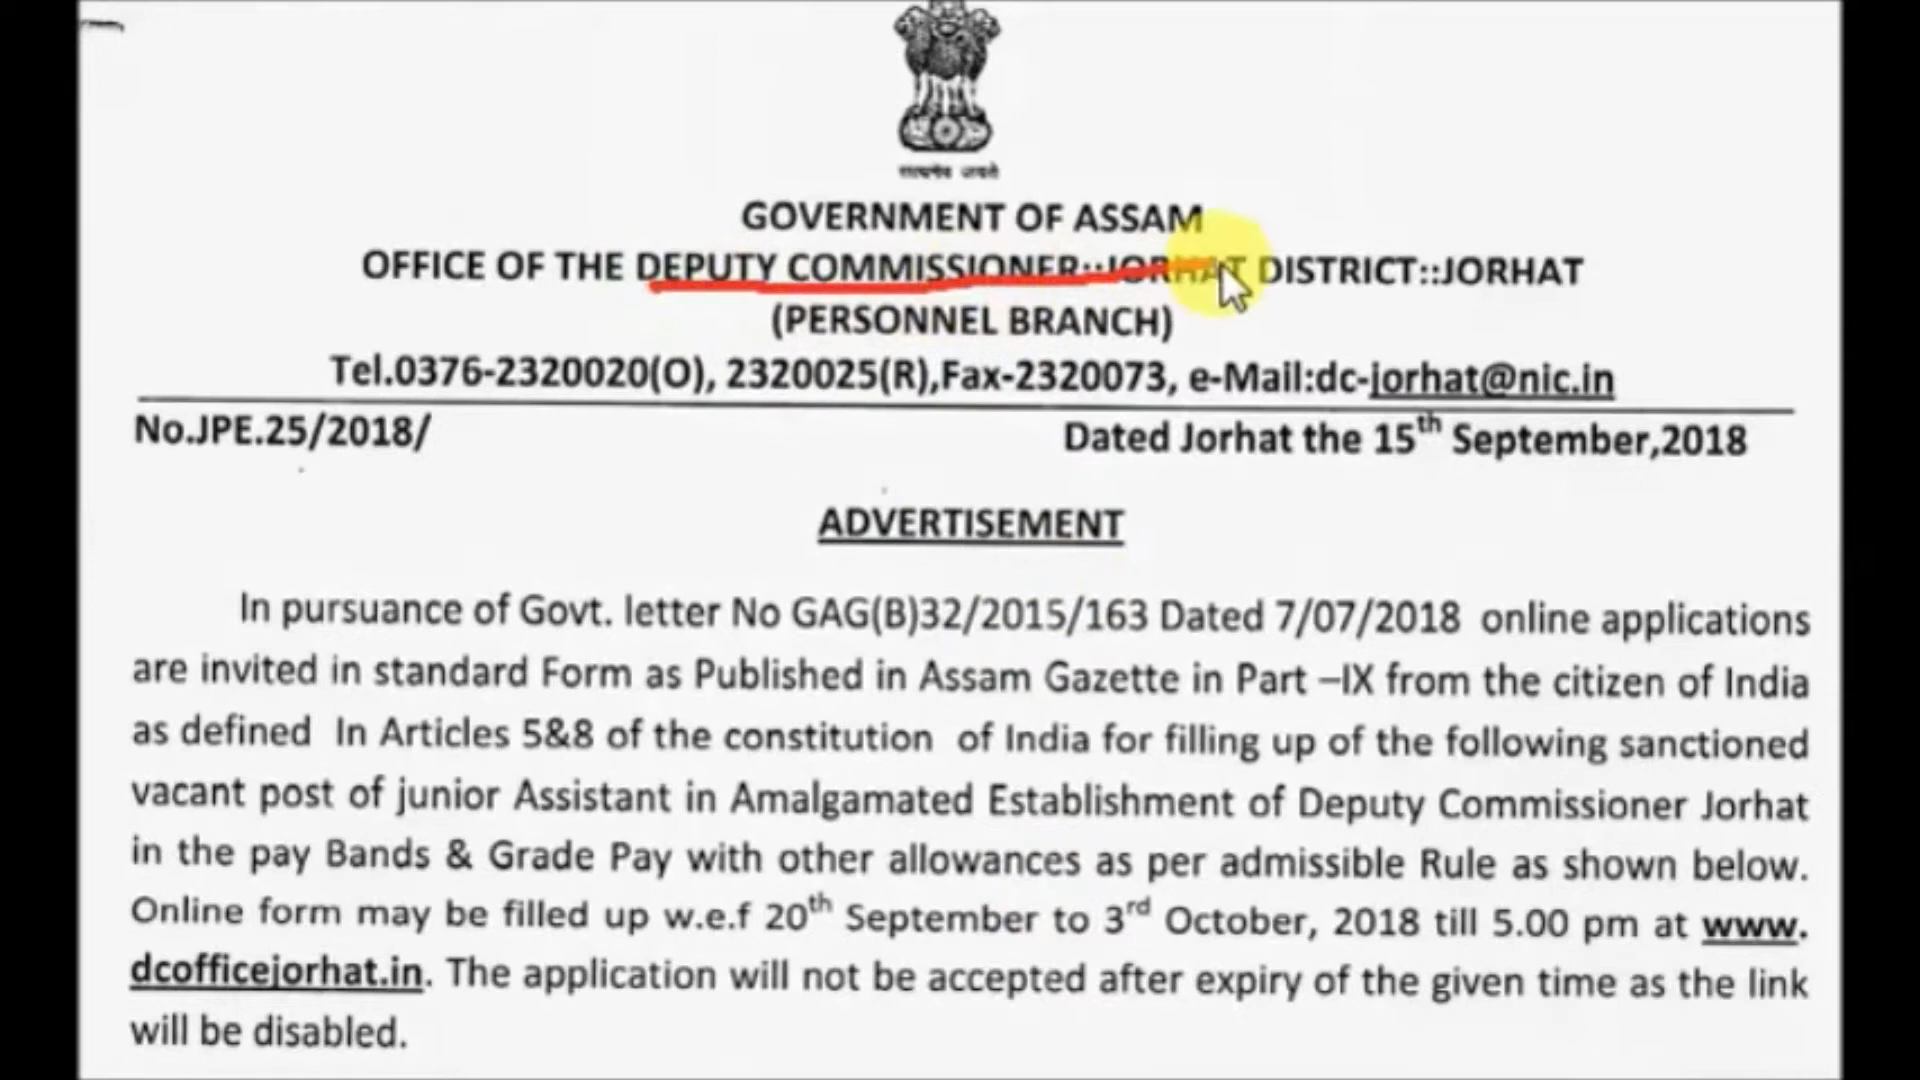 सत्यमेव जयते
GOVERNMENT OF ASSAM
OFFICE OF THE DEPUTY COMMISSIONER::JORHAT DISTRICT::JORHAT
(PERSONNEL BRANCH)
Tel.0376-2320020(O), 2320025(R),Fax-2320073, e-Mail:dc-jorhat@nic.in
No.JPE.25/2018/ Dated Jorhat the 15th September,2018
ADVERTISEMENT
In pursuance of Govt. letter No GAG(B)32/2015/163 Dated 7/07/2018 online applications
are invited in standard Form as Published in Assam Gazette in Part –IX from the citizen of India
as defined In Articles 5&8 of the constitution of India for filling up of the following sanctioned
vacant post of junior Assistant in Amalgamated Establishment of Deputy Commissioner Jorhat
in the pay Bands & Grade Pay with other allowances as per admissible Rule as shown below.
Online form may be filled up w.e.f 20th September to 3rd October, 2018 till 5.00 pm at www.
dcofficejorhat.in. The application will not be accepted after expiry of the given time as the link
will be disabled.